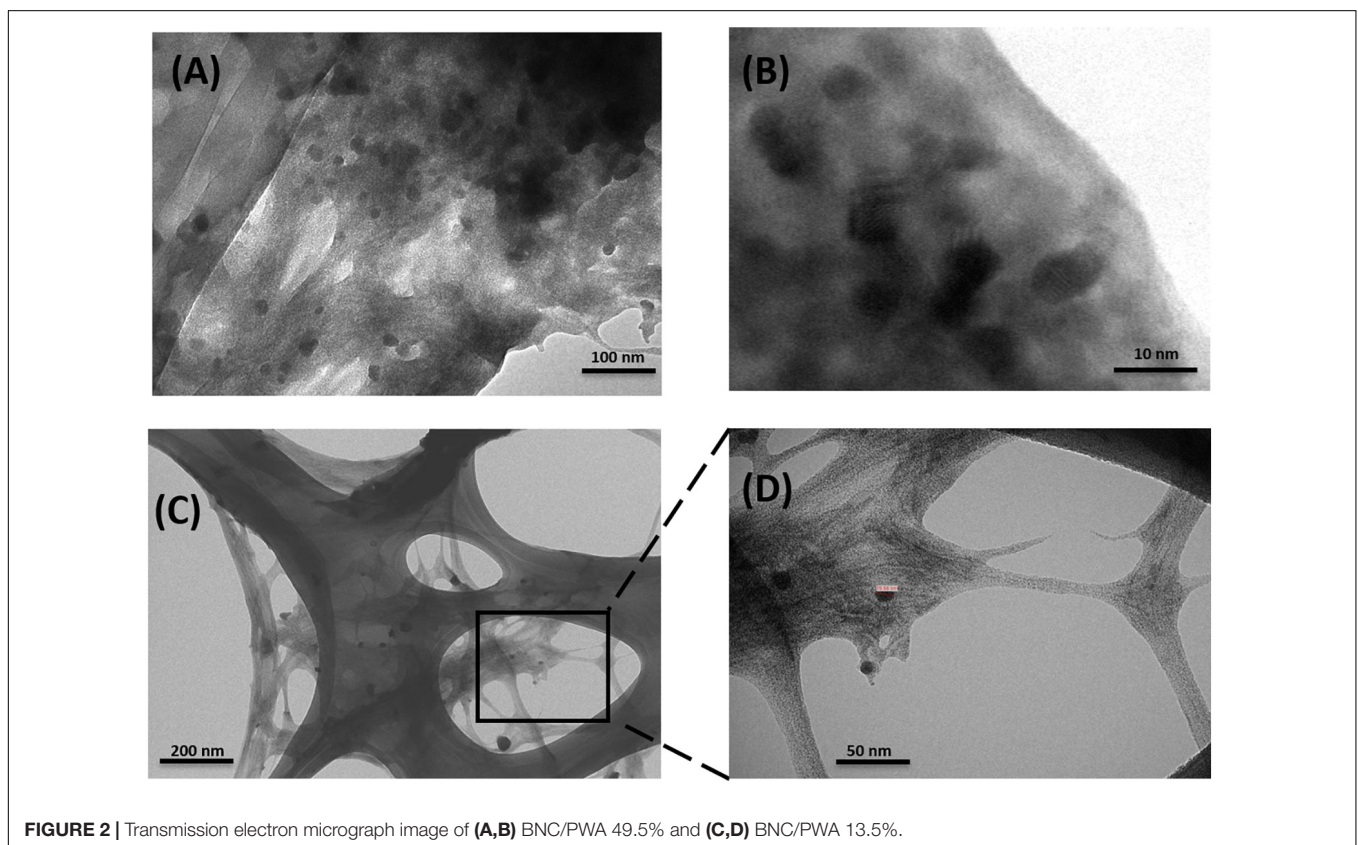 (A)
100 nm
(B)
10 nm
(C)
200 nm
(D)
50 nm
FIGURE 2 | Transmission electron micrograph image of (A,B) BNC/PWA 49.5% and (C,D) BNC/PWA 13.5%.